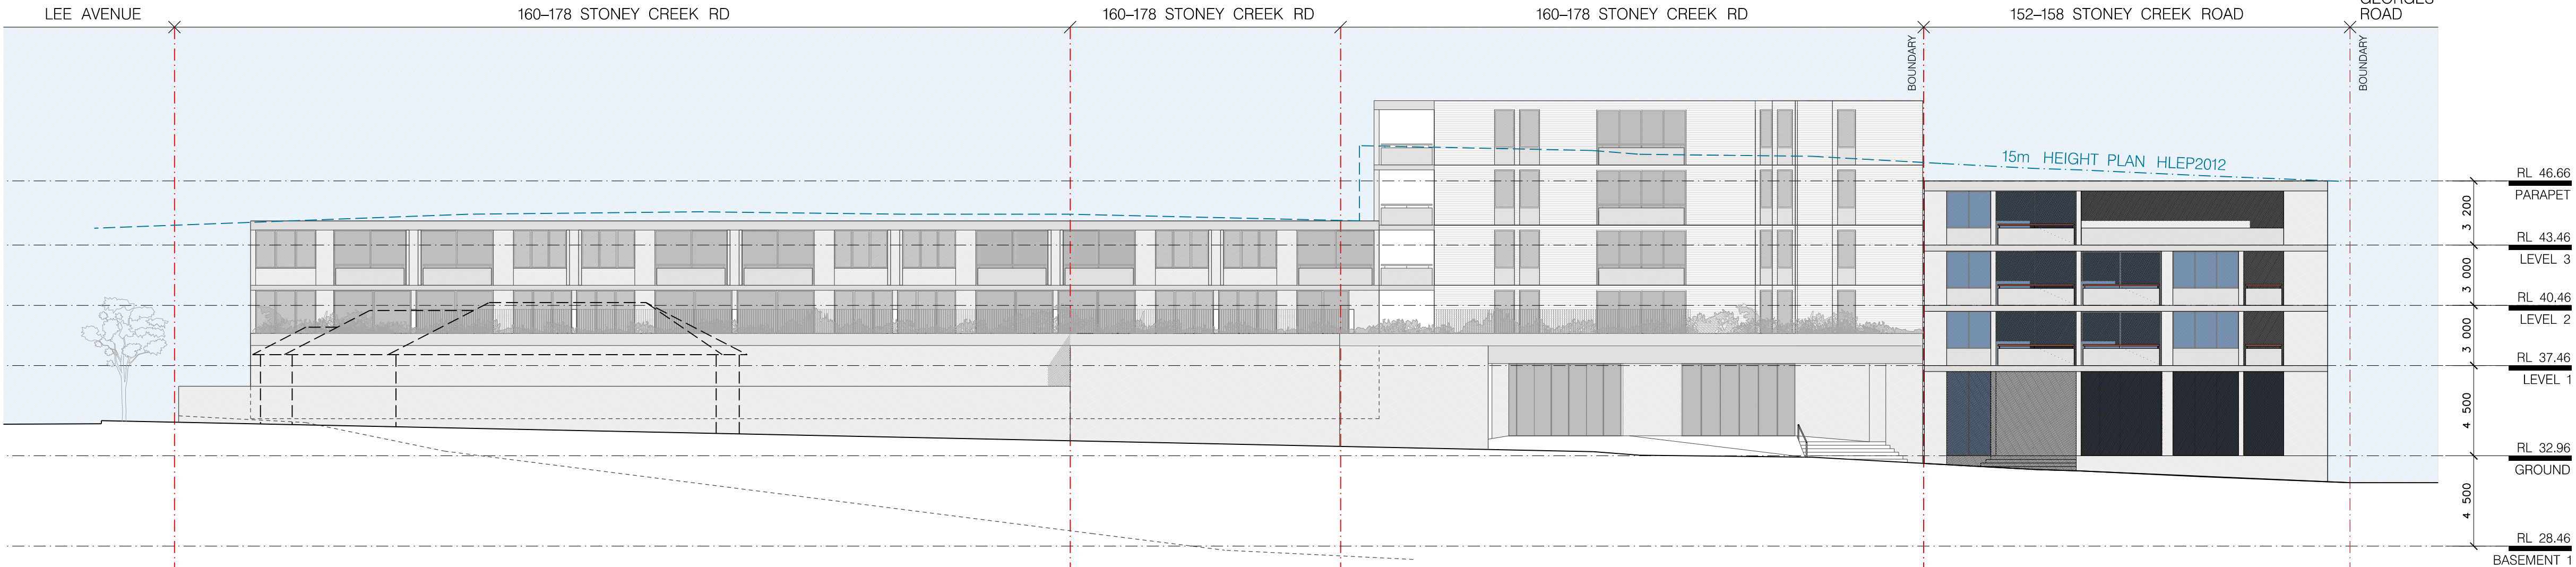 LEE AVENUE
160–178 STONEY CREEK RD
160–178 STONEY CREEK RD
160–178 STONEY CREEK RD
152–158 STONEY CREEK ROAD
GEORGES
ROAD
BOUNDARY
BOUNDARY
15m HEIGHT PLAN HLEP2012
RL 46.66
PARAPET
3 200
RL 43.46
LEVEL 3
3 000
RL 40.46
LEVEL 2
3 000
RL 37.46
LEVEL 1
4 500
RL 32.96
GROUND
4 500
RL 28.46
BASEMENT 1